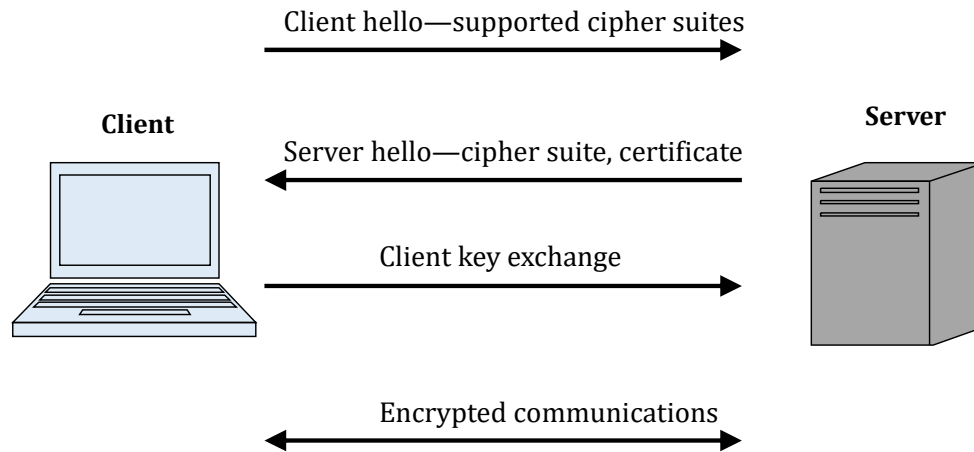 Client hello—supported cipher suites
Client
Server
Server hello—cipher suite, certificate
Client key exchange
Encrypted communications